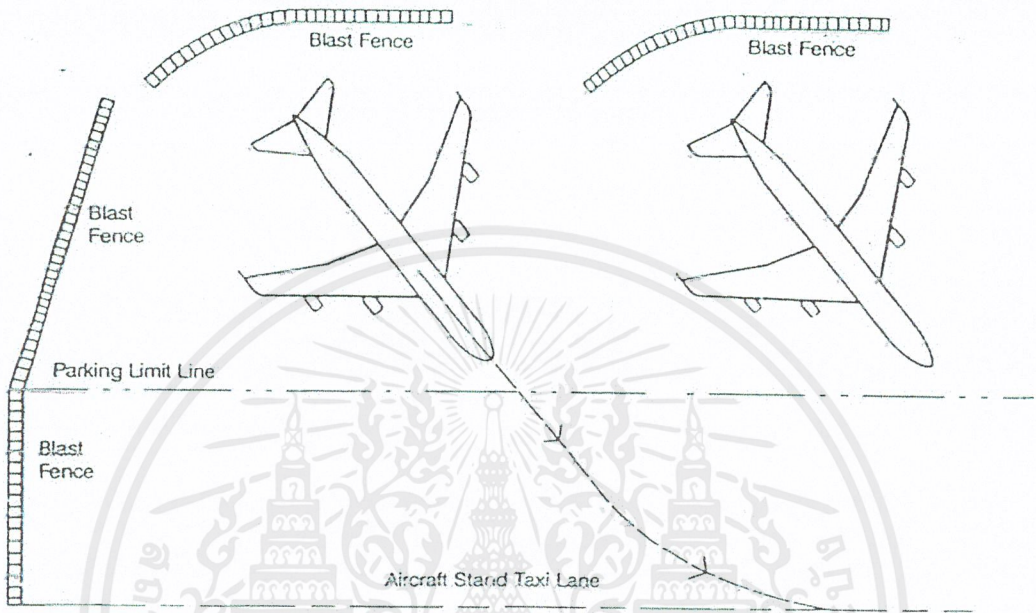 Blast Fence
Blast Fence
Blast
Fence
Parking Limit Line
Blast
Fence
Aircraft Stand Taxi Lane